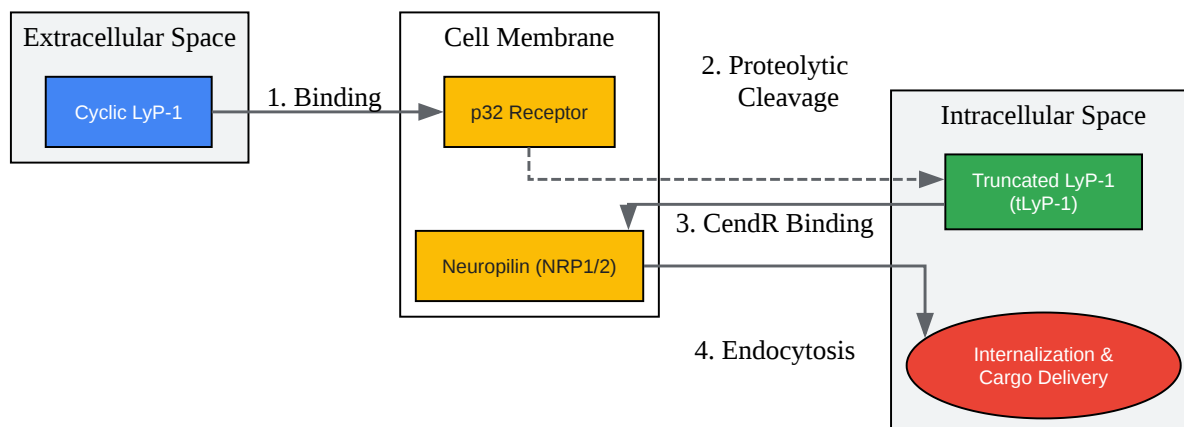 Extracellular Space
Cyclic LyP-1
1. Binding
Cell Membrane
p32 Receptor
2. Proteolytic
Cleavage
Intracellular Space
Truncated LyP-1
(tLyP-1)
3. CendR Binding
Neuropilin (NRP1/2)
4. Endocytosis
Internalization &
Cargo Delivery